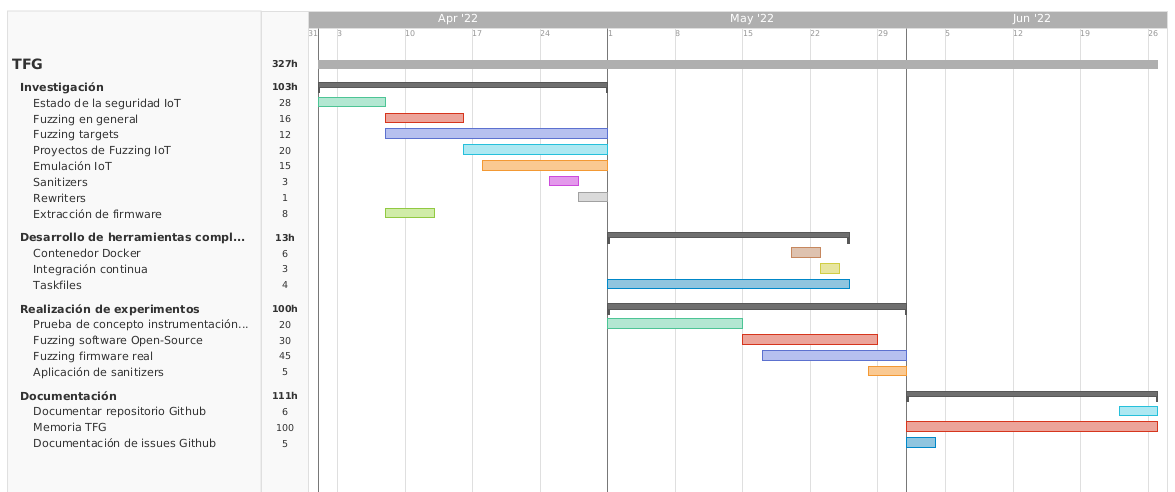 Apr '22 May '22 Jun '22
31 3 10 17 24 1 8 15 22 29 5 12 19 26
TFG 327h
Investigación 103h
Estado de la seguridad IoT 28
Fuzzing en general 16
Fuzzing targets 12
Proyectos de Fuzzing IoT 20
Emulación IoT 15
Sanitizers 3
Rewriters 1
Extracción de firmware 8
Desarrollo de herramientas compl... 13h
Contenedor Docker 6
Integración continua 3
Taskfiles 4
Realización de experimentos 100h
Prueba de concepto instrumentación... 20
Fuzzing software Open-Source 30
Fuzzing firmware real 45
Aplicación de sanitizers 5
Documentación 111h
Documentar repositorio Github 6
Memoria TFG 100
Documentación de issues Github 5